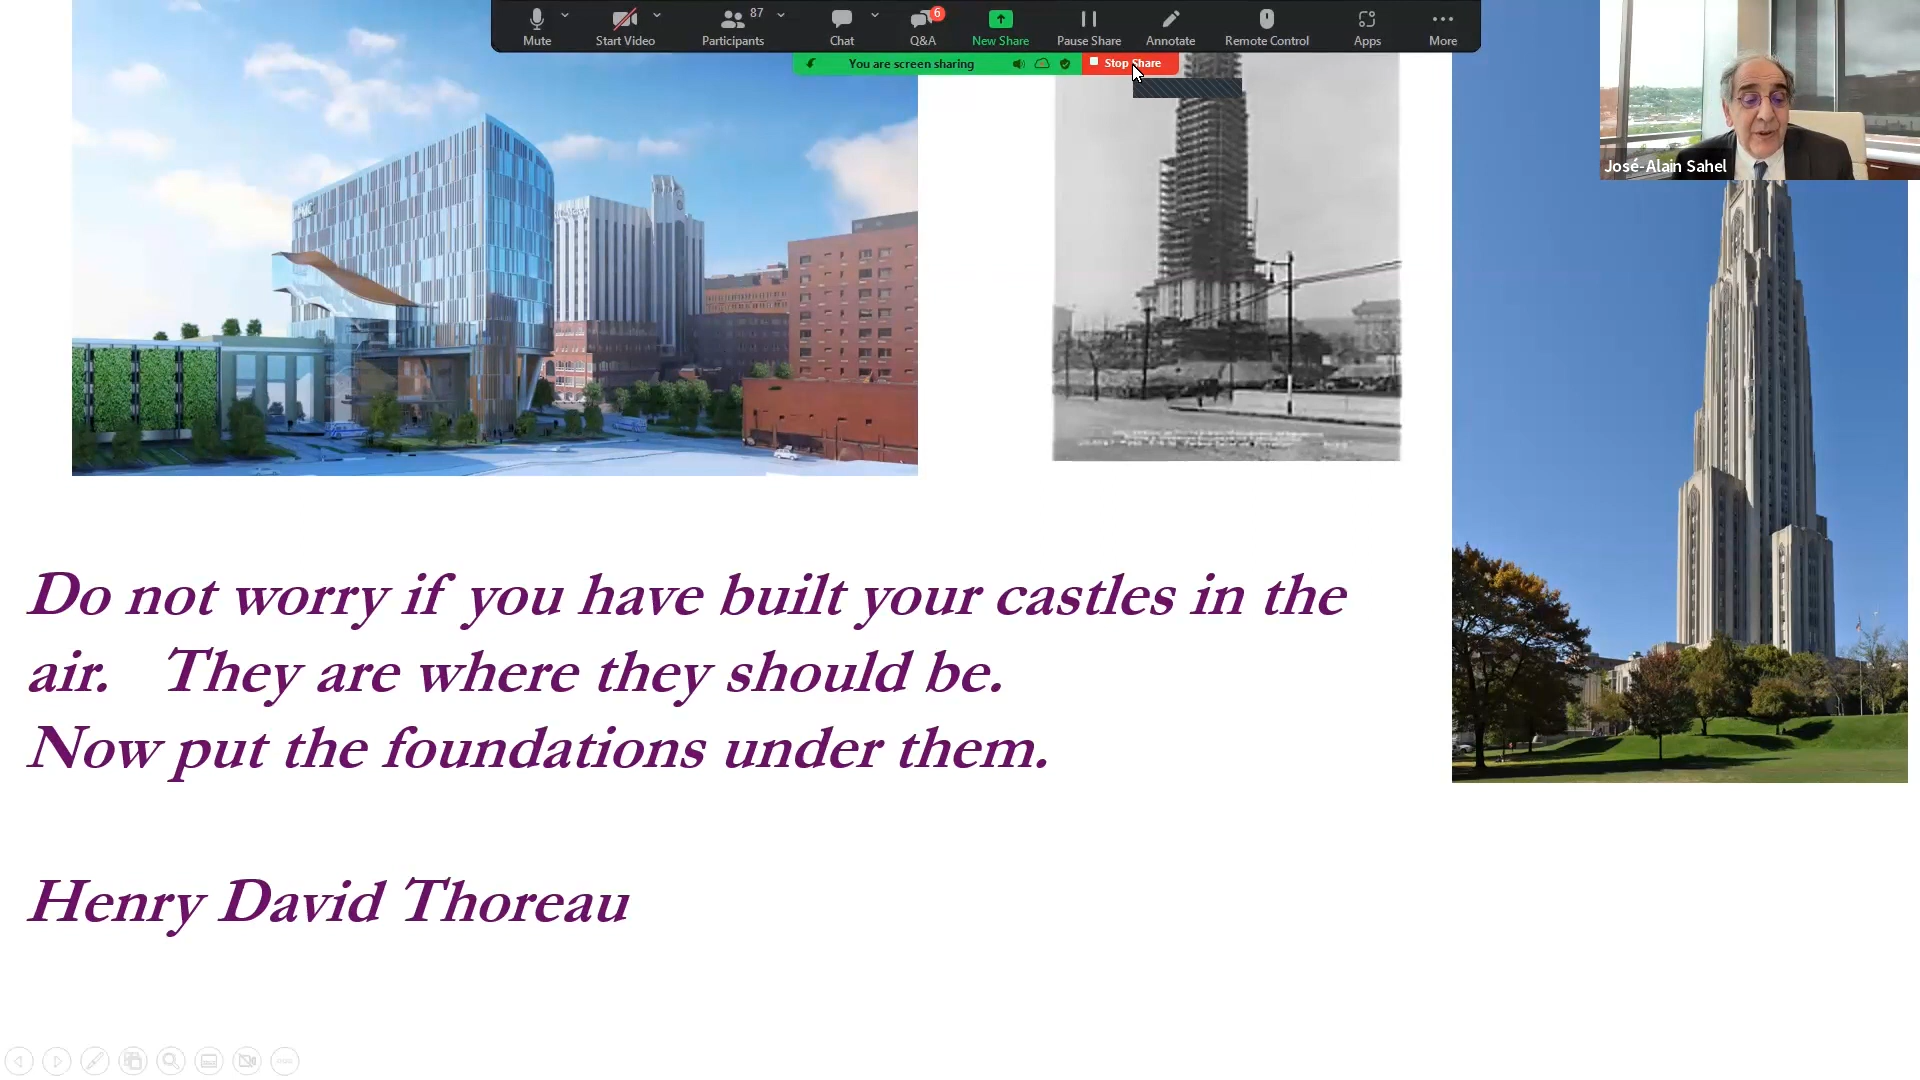 Mute
Start Video
Participants
87
Chat
Q&A
6
New Share
Pause Share
Annotate
Remote Control
Apps
More
You are screen sharing
Stop Share
José-Alain Sahel
Do not worry if you have built your castles in the
air. They are where they should be.
Now put the foundations under them.
Henry David Thoreau